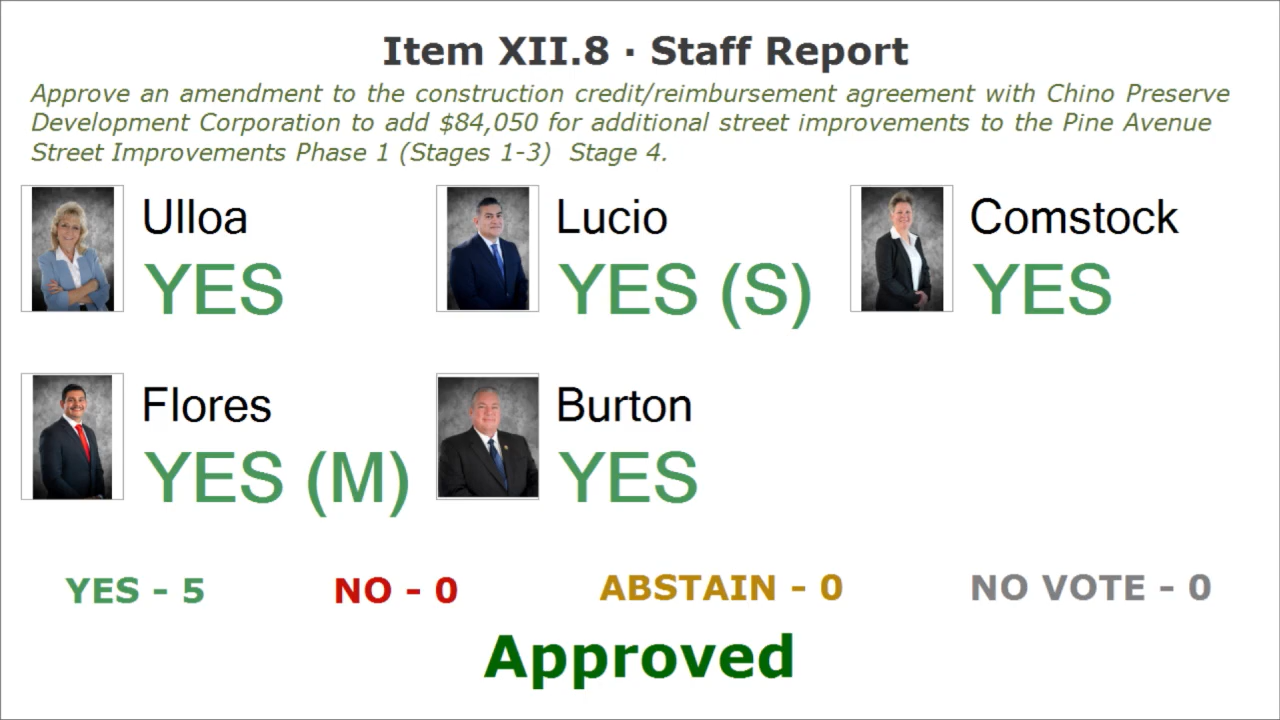 Item XII.8 · Staff Report
Approve an amendment to the construction credit/reimbursement agreement with Chino Preserve
Development Corporation to add $84,050 for additional street improvements to the Pine Avenue
Street Improvements Phase 1 (Stages 1-3)  Stage 4.
Ulloa
YES
Lucio
YES (S)
Comstock
YES
Flores
YES (M)
Burton
YES
YES - 5
NO - 0
ABSTAIN - 0
NO VOTE - 0
Approved